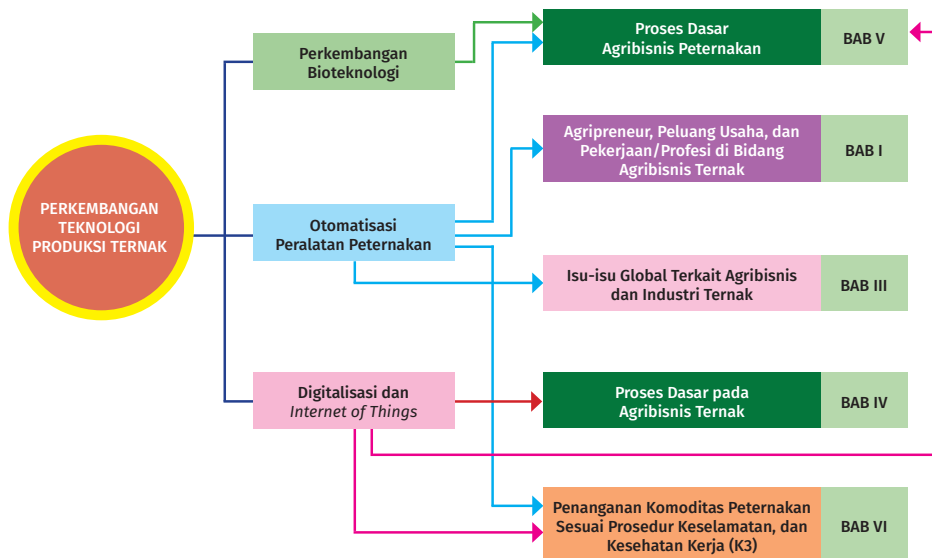 PERKEMBANGAN
TEKNOLOGI
PRODUKSI TERNAK
Perkembangan
Bioteknologi
Otomatisasi
Peralatan Peternakan
Digitalisasi dan
Internet of Things
Proses Dasar
Agribisnis Peternakan
BAB V
Agripreneur, Peluang Usaha, dan
Pekerjaan/Profesi di Bidang
Agribisnis Ternak
BAB I
Isu-isu Global Terkait Agribisnis
dan Industri Ternak
BAB III
Proses Dasar pada
Agribisnis Ternak
BAB IV
Penanganan Komoditas Peternakan
Sesuai Prosedur Keselamatan, dan
Kesehatan Kerja (K3)
BAB VI